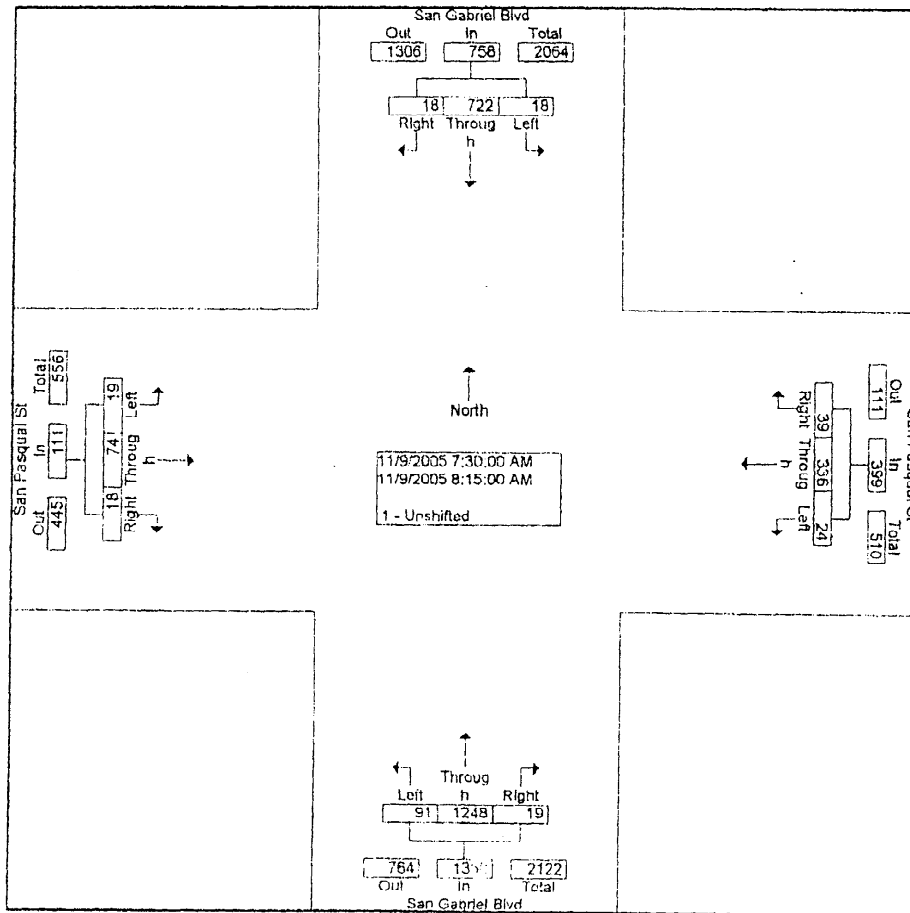 San Gabriel Blvd
Out In Total
1306 758 2064
18 722 18
Right Throug Left
h
North
11/9/2005 7:30:00 AM
11/9/2005 8:15:00 AM
1 - Unshifted
San Pasqual St
Total In Out
556 111 445
19 74 18
Left Throug Right
h
Out In Total
111 399 510
39 336 24
Right Throug Left
h
Throug
Left h Right
91 1248 19
764 2122
Out In Total
San Gabriel Blvd